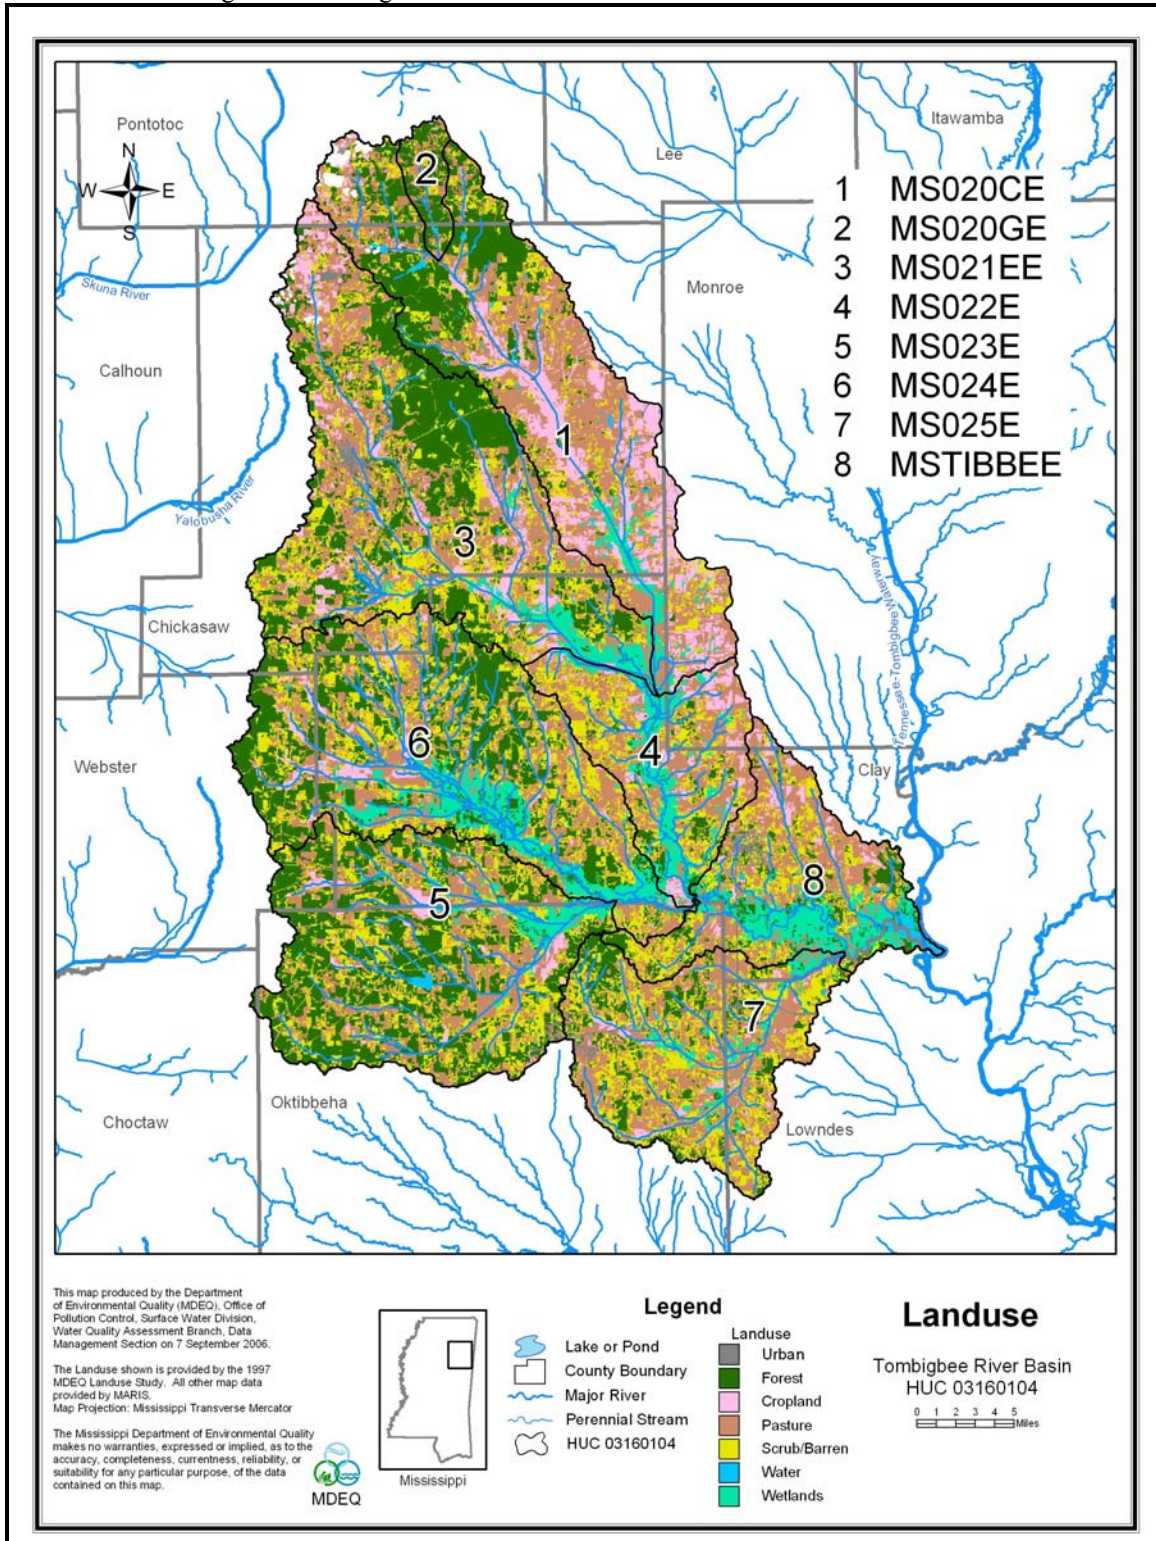 Pontotoc
Itawamba
Lee
N
W E
S
2
1 MS020CE
2 MS020GE
3 MS021EE
4 MS022E
5 MS023E
6 MS024E
7 MS025E
8 MSTIBBEE
Skuna River
Monroe
Calhoun
1
Yalobusha River
3
Tennessee-Tombigbee Waterway
Chickasaw
6
4
Webster
Clay
8
5
7
Choctaw
Oktibbeha
Lowndes
This map produced by the Department
of Environmental Quality (MDEQ), Office of
Pollution Control, Surface Water Division,
Water Quality Assessment Branch, Data
Management Section on 7 September 2006.
The Landuse shown is provided by the 1997
MDEQ Landuse Study. All other map data
provided by MARIS.
Map Projection: Mississippi Transverse Mercator
The Mississippi Department of Environmental Quality
makes no warranties, expressed or implied, as to the
accuracy, completeness, currentness, reliability, or
suitability for any particular purpose, of the data
contained on this map.
MDEQ
Mississippi
Legend
Lake or Pond
County Boundary
Major River
Perennial Stream
HUC 03160104
Landuse
Urban
Forest
Cropland
Pasture
Scrub/Barren
Water
Wetlands
Landuse
Tombigbee River Basin
HUC 03160104
0 1 2 3 4 5
Miles